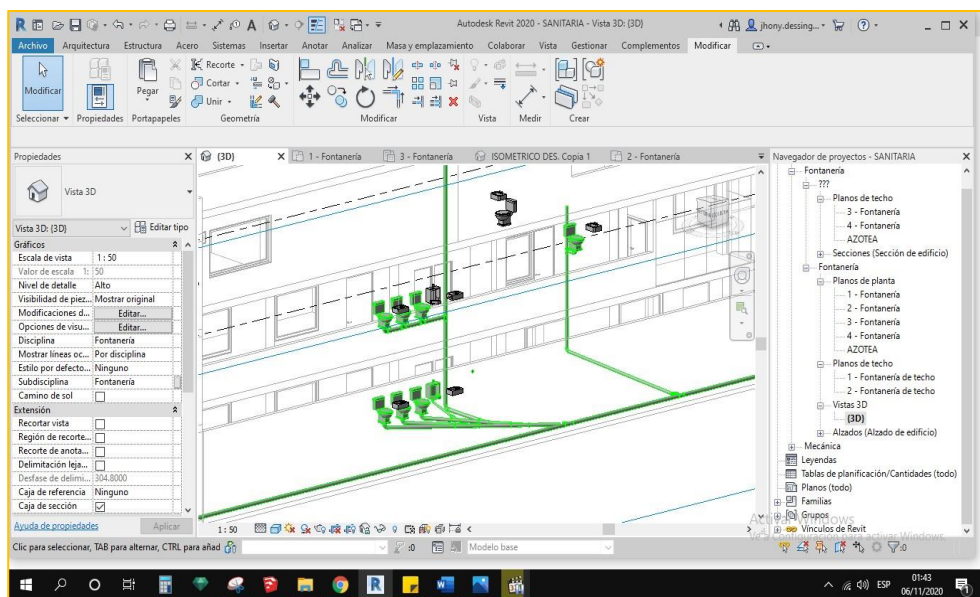 Autodesk Revit 2020 - SANITARIA - Vista 3D: {3D}
jhony.dessing...
Archivo Arquitectura Estructura Acero Sistemas Insertar Anotar Analizar Masa y emplazamiento Colaborar Vista Gestionar Complementos Modificar
Modificar
Pegar
Recorte
Cortar
Unir
Seleccionar Propiedades Portapapeles Geometría Modificar Vista Medir Crear
Propiedades X
{3D} X 1 - Fontanería 3 - Fontanería ISOMETRICO DES. Copia 1 2 - Fontanería
Vista 3D
Vista 3D: {3D} Editar tipo
Gráficos
Escala de vista 1 : 50
Valor de escala 1: 50
Nivel de detalle Alto
Visibilidad de piez... Mostrar original
Modificaciones d... Editar...
Opciones de visu... Editar...
Disciplina Fontanería
Mostrar líneas oc... Por disciplina
Estilo por defecto... Ninguno
Subdisciplina Fontanería
Camino de sol
Extensión
Recortar vista
Región de recorte...
Recorte de anota...
Delimitación leja...
Desfase de delimi... 304.8000
Caja de referencia Ninguno
Caja de sección
Ayuda de propiedades Aplicar
Navegador de proyectos - SANITARIA X
Fontanería
???
Planos de techo
3 - Fontanería
4 - Fontanería
AZOTEA
Secciones (Sección de edificio)
Fontanería
Planos de planta
1 - Fontanería
2 - Fontanería
3 - Fontanería
4 - Fontanería
AZOTEA
Planos de techo
1 - Fontanería de techo
2 - Fontanería de techo
Vistas 3D
{3D}
Alzados (Alzado de edificio)
Mecánica
Leyendas
Tablas de planificación/Cantidades (todo)
Planos (todo)
Familias
Grupos
Vínculos de Revit
1 : 50
Clic para seleccionar, TAB para alternar, CTRL para añad
:0
Modelo base
:0
ESP
01:43
06/11/2020